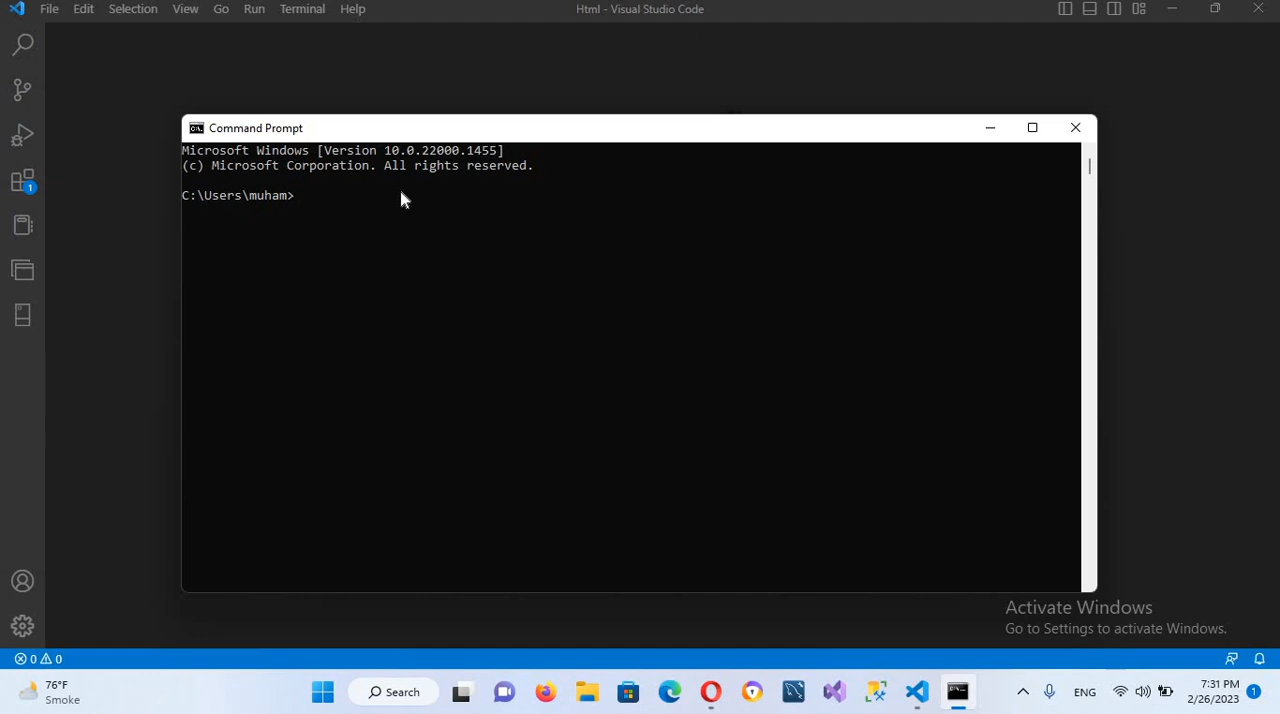 File Edit Selection View Go Run Terminal Help
Html - Visual Studio Code
1
Command Prompt
Microsoft Windows [Version 10.0.22000.1455]
(c) Microsoft Corporation. All rights reserved.
C:\Users\muham>
Activate Windows
Go to Settings to activate Windows.
0 0
76°F
Smoke
Search
ENG
7:31 PM
2/26/2023
1